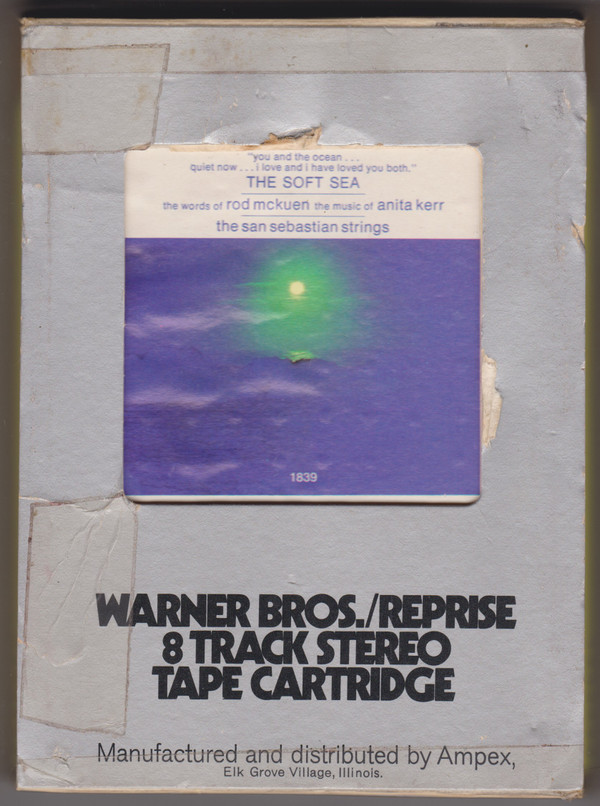 "you and the ocean . . .
quiet now . . . i love and i have loved you both."
THE SOFT SEA
the words of rod mckuen the music of anita kerr
the san sebastian strings
1839
WARNER BROS./REPRISE
8 TRACK STEREO
TAPE CARTRIDGE
Manufactured and distributed by Ampex,
Elk Grove Village, Illinois.